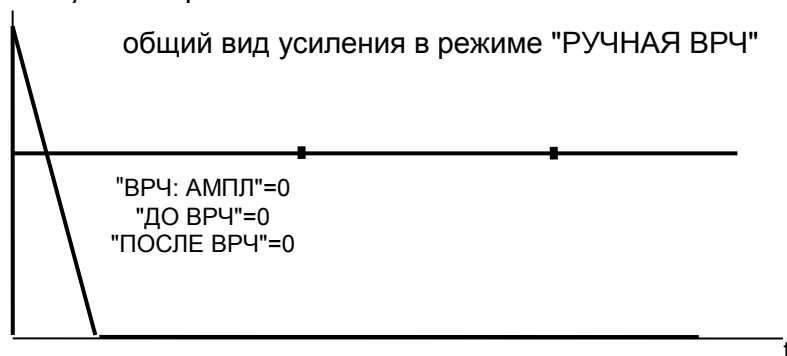 общий вид усиления в режиме "РУЧНАЯ ВРЧ"
"ВРЧ: АМПЛ"=0
"ДО ВРЧ"=0
"ПОСЛЕ ВРЧ"=0
t